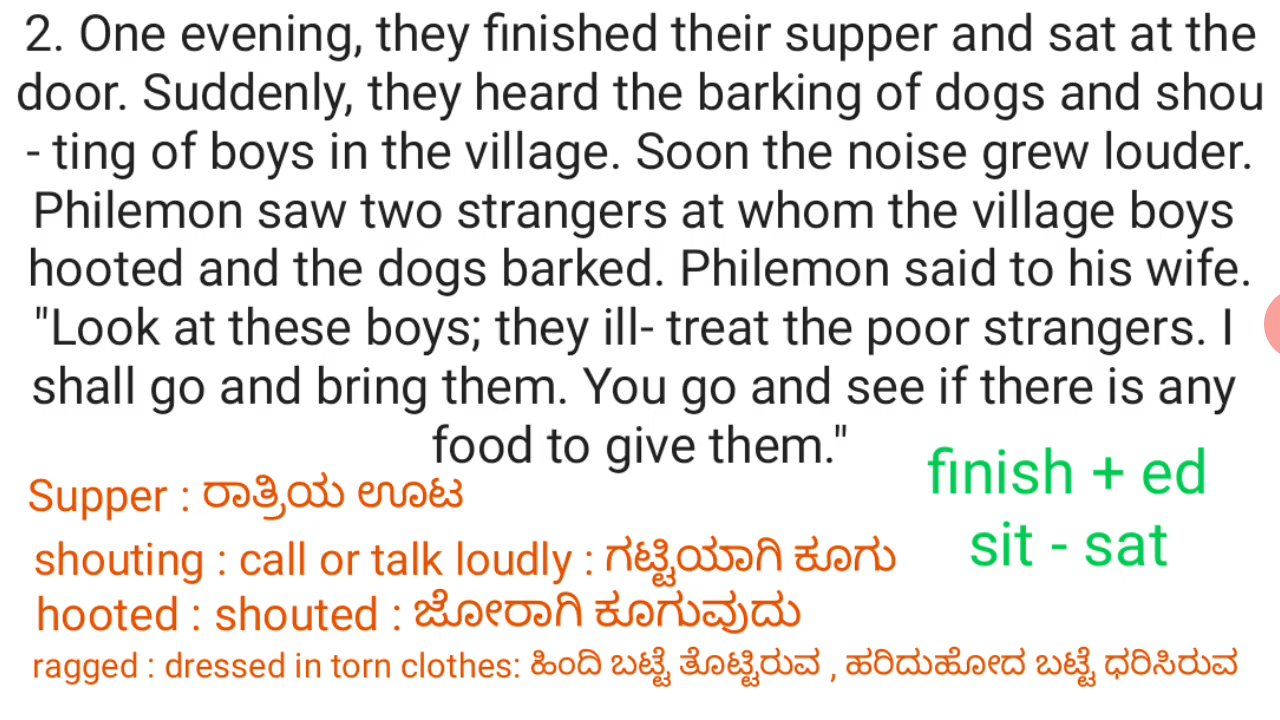 2. One evening, they finished their supper and sat at the
door. Suddenly, they heard the barking of dogs and shou
- ting of boys in the village. Soon the noise grew louder.
Philemon saw two strangers at whom the village boys
hooted and the dogs barked. Philemon said to his wife.
"Look at these boys; they ill- treat the poor strangers. I
shall go and bring them. You go and see if there is any
food to give them."
finish + ed
sit - sat
Supper : ರಾತ್ರಿಯ ಊಟ
shouting : call or talk loudly : ಗಟ್ಟಿಯಾಗಿ ಕೂಗು
hooted : shouted : ಜೋರಾಗಿ ಕೂಗುವುದು
ragged : dressed in torn clothes: ಹಿಂದಿ ಬಟ್ಟೆ ತೊಟ್ಟಿರುವ , ಹರಿದುಹೋದ ಬಟ್ಟೆ ಧರಿಸಿರುವ